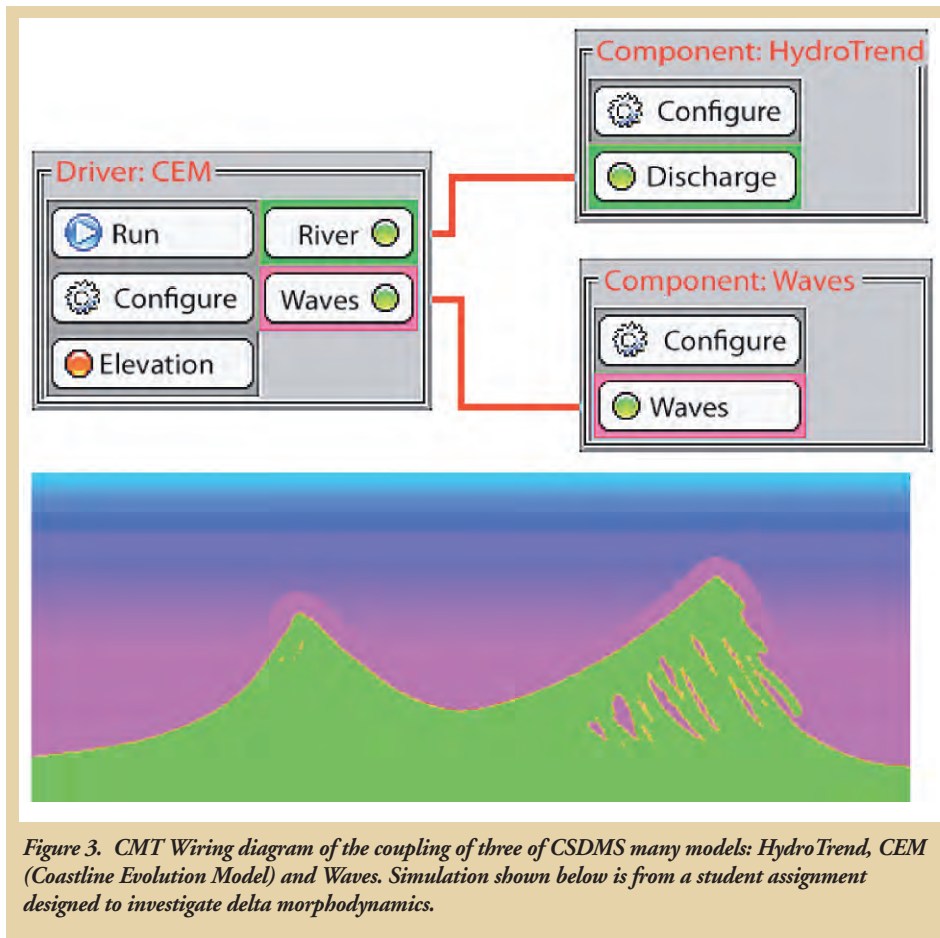 Component: HydroTrend
Configure
Discharge
Driver: CEM
Run
River
Configure
Waves
Elevation
Component: Waves
Configure
Waves
Figure 3. CMT Wiring diagram of the coupling of three of CSDMS many models: HydroTrend, CEM
(Coastline Evolution Model) and Waves. Simulation shown below is from a student assignment
designed to investigate delta morphodynamics.